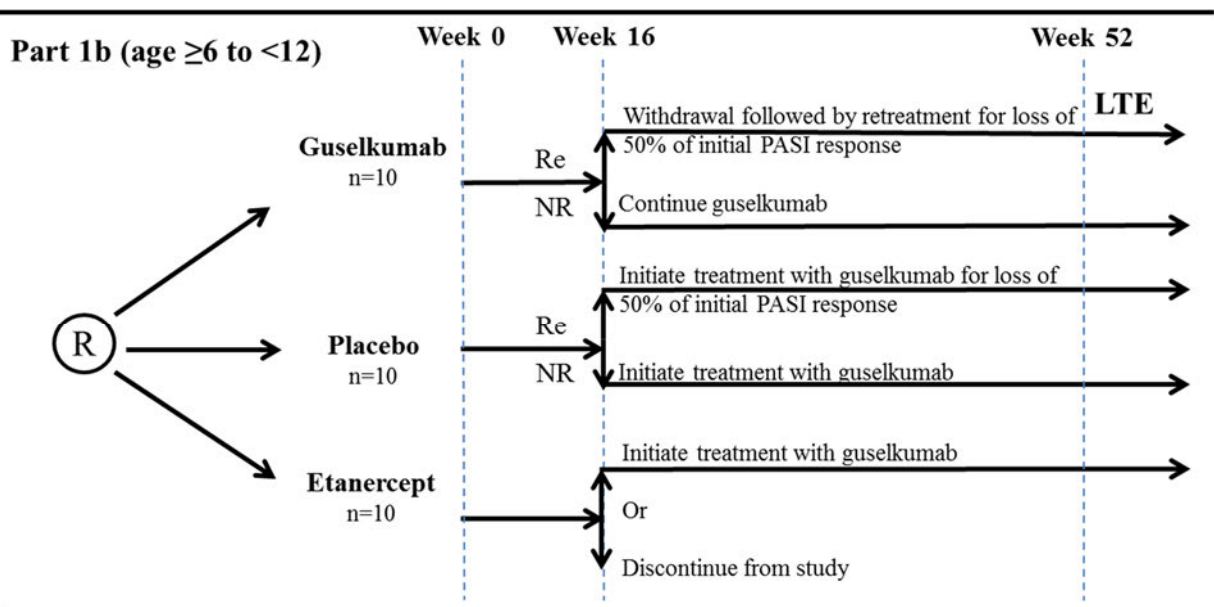 Week 0 Week 16 Week 52
Part 1b (age ≥6 to <12)
LTE
Withdrawal followed by retreatment for loss of
50% of initial PASI response
Guselkumab
n=10
Re
NR
Continue guselkumab
Initiate treatment with guselkumab for loss of
50% of initial PASI response
R
Placebo
n=10
Re
NR
Initiate treatment with guselkumab
Initiate treatment with guselkumab
Etanercept
n=10
Or
Discontinue from study